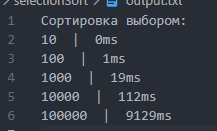 selectionSort > output.txt
1 Сортировка выбором:
2 10 | 0ms
3 100 | 1ms
4 1000 | 19ms
5 10000 | 112ms
6 100000 | 9129ms